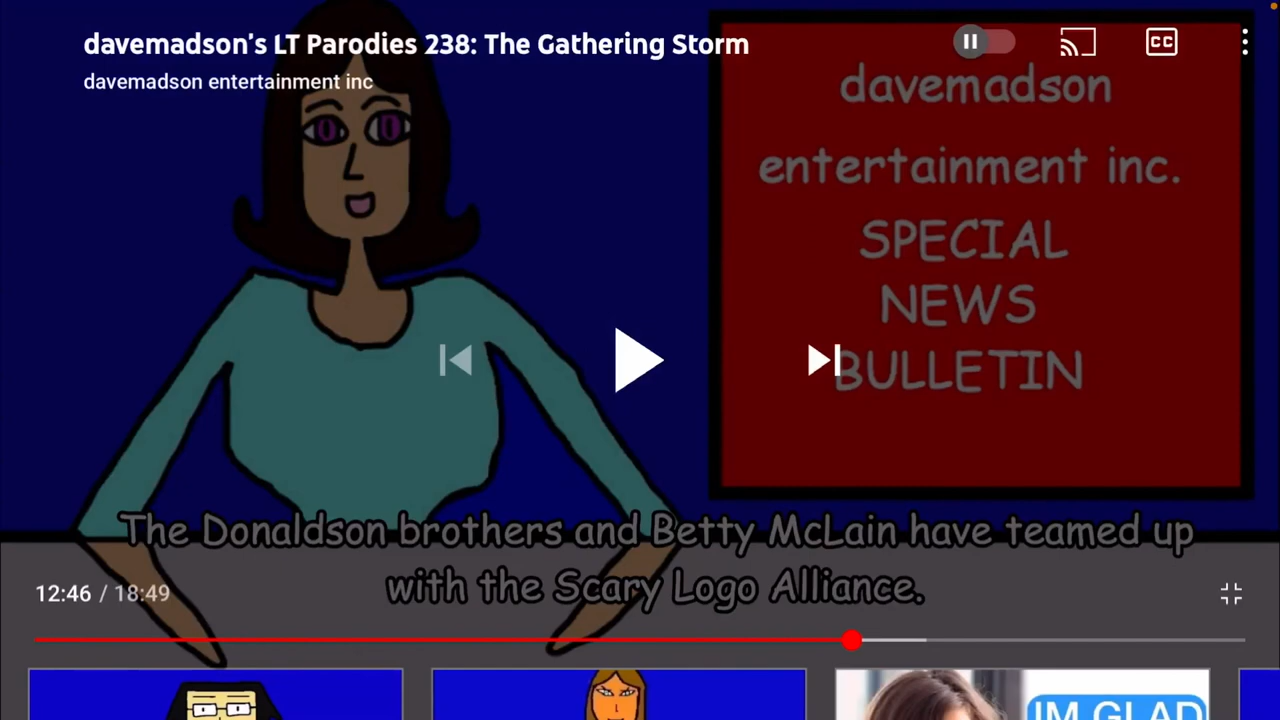 davemadson's LT Parodies 238: The Gathering Storm
davemadson entertainment inc
CC
davemadson
entertainment inc.
SPECIAL
NEWS
BULLETIN
The Donaldson brothers and Betty McLain have teamed up
with the Scary Logo Alliance.
12:46 / 18:49
IM GLAD